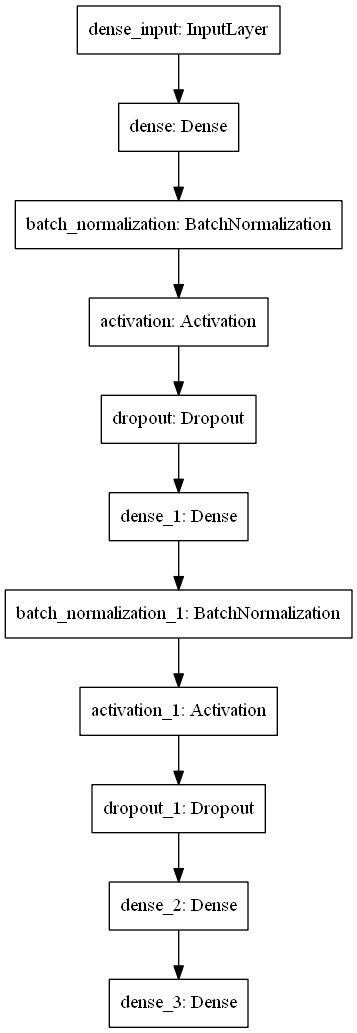 dense_input: InputLayer
dense: Dense
batch_normalization: BatchNormalization
activation: Activation
dropout: Dropout
dense_1: Dense
batch_normalization_1: BatchNormalization
activation_1: Activation
dropout_1: Dropout
dense_2: Dense
dense_3: Dense